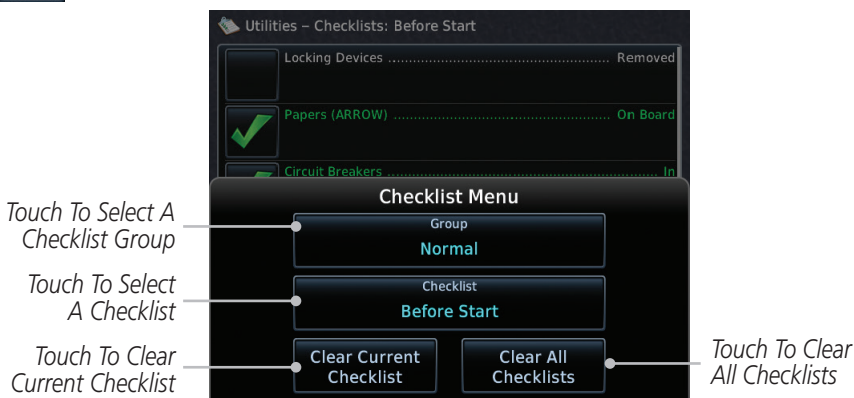 Utilities – Checklists: Before Start
Locking Devices .................................................... Removed
Papers (ARROW) ................................................... On Board
Circuit Breakers ................................................................ In
Checklist Menu
Touch To Select A
Checklist Group
Group
Normal
Touch To Select
A Checklist
Checklist
Before Start
Touch To Clear
Current Checklist
Clear Current
Checklist
Clear All
Checklists
Touch To Clear
All Checklists